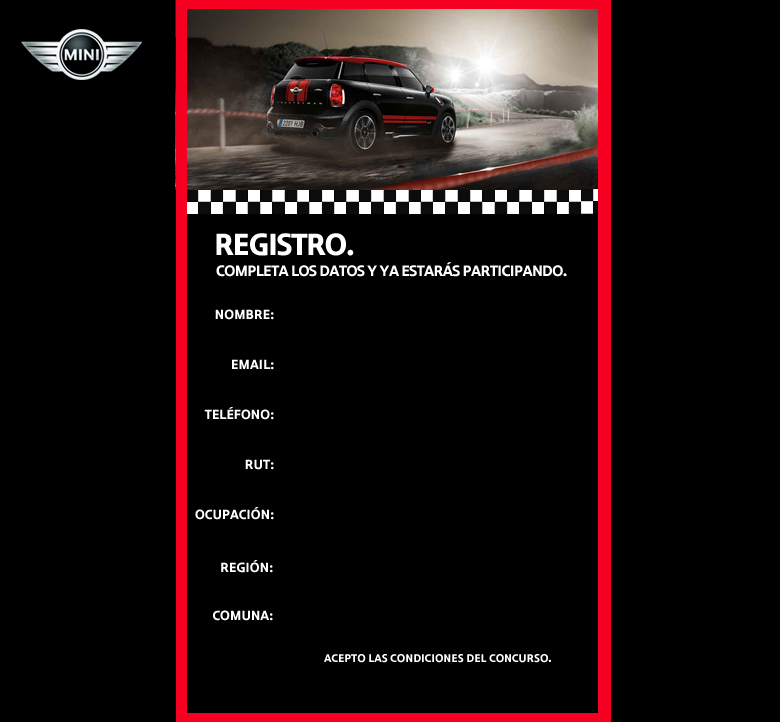 MINI
REGISTRO.
COMPLETA LOS DATOS Y YA ESTARÁS PARTICIPANDO.
NOMBRE:
EMAIL:
TELÉFONO:
RUT:
OCUPACIÓN:
REGIÓN:
COMUNA:
ACEPTO LAS CONDICIONES DEL CONCURSO.